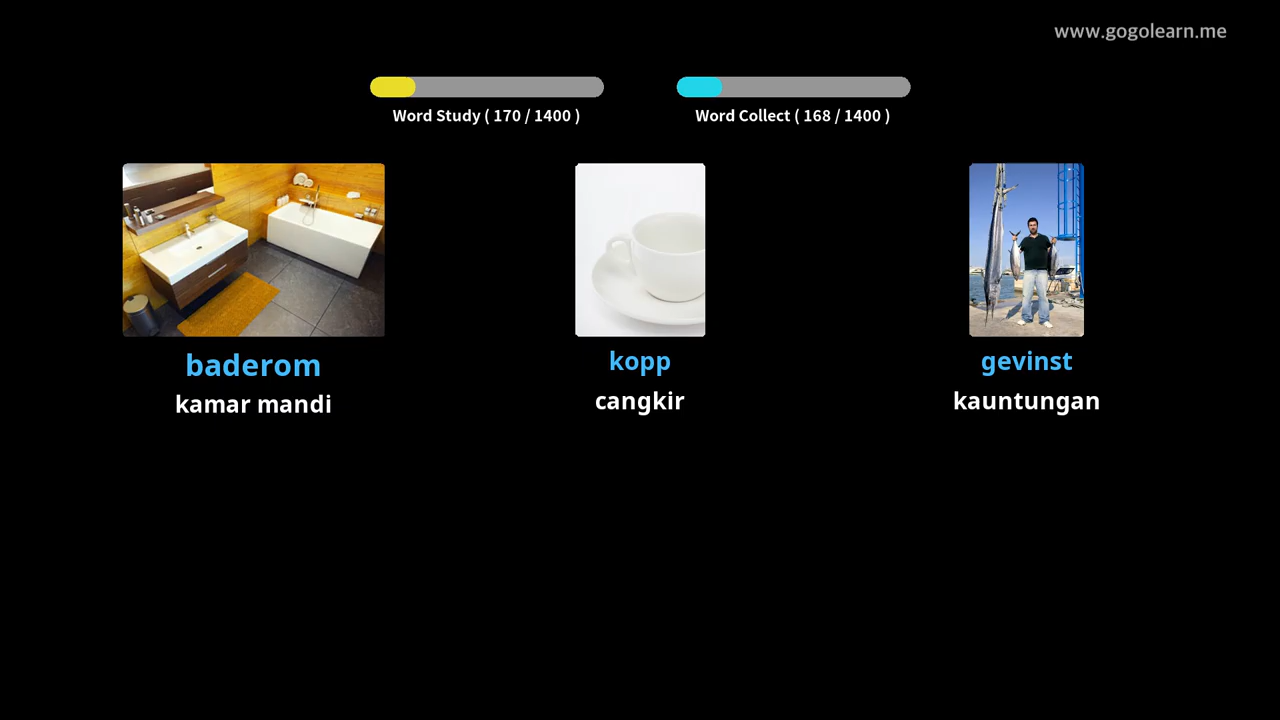 www.gogolearn.me
Word Study ( 170 / 1400 )
Word Collect ( 168 / 1400 )
baderom
kamar mandi
kopp
cangkir
gevinst
kauntungan